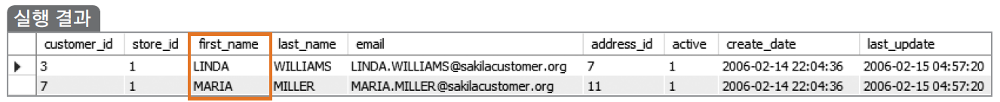 실행 결과
customer_id store_id first_name last_name email address_id active create_date last_update
3 1 LINDA WILLIAMS LINDA.WILLIAMS@sakilacustomer.org 7 1 2006-02-14 22:04:36 2006-02-15 04:57:20
7 1 MARIA MILLER MARIA.MILLER@sakilacustomer.org 11 1 2006-02-14 22:04:36 2006-02-15 04:57:20